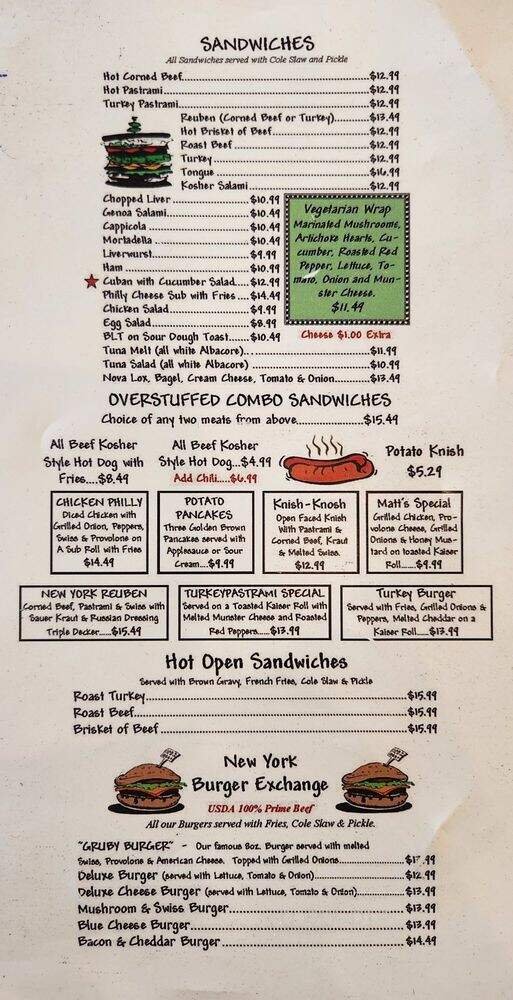 SANDWICHES
All Sandwiches served with Cole Slaw and Pickle
Hot Corned Beef...$12.99
Hot Pastrami...$12.99
Turkey Pastrami...$12.99
Reuben (Corned Beef or Turkey)...$13.49
Hot Brisket of Beef...$12.99
Roast Beef...$12.99
Turkey...$12.99
Tongue...$16.99
Kosher Salami...$12.99
Chopped Liver...$10.99
Genoa Salami...$10.49
Cappicola...$10.49
Mortadella...$10.49
Liverwurst...$9.99
Ham...$10.99
Cuban with Cucumber Salad...$12.99
Philly Cheese Sub with Fries...$14.49
Chicken Salad...$9.99
Egg Salad...$8.99
BLT on Sour Dough Toast...$10.49
Vegetarian Wrap
Marinated Mushrooms,
Artichoke Hearts, Cu-
cumber, Roasted Red
Pepper, Lettuce, To-
mato, Onion and Mun-
ster Cheese.
$11.49
Cheese $1.00 Extra
Tuna Melt (all white Albacore)...$11.99
Tuna Salad (all white Albacore)...$10.99
Nova Lox, Bagel, Cream Cheese, Tomato & Onion...$13.49
OVERSTUFFED COMBO SANDWICHES
Choice of any two meats from above...$15.49
All Beef Kosher
Style Hot Dog with
Fries....$8.49
All Beef Kosher
Style Hot Dog...$4.99
Add Chili.....$6.99
Potato Knish
$5.29
CHICKEN PHILLY
Diced Chicken with
Grilled Onion, Peppers,
Swiss & Provolone on
A Sub Roll with Fries
$14.49
POTATO
PANCAKES
Three Golden Brown
Pancakes served with
Applesauce or Sour
Cream....$9.99
Knish-Knosh
Open Faced Knish
With Pastrami &
Corned Beef, Kraut
& Melted Swiss.
$12.99
Matt's Special
Grilled Chicken, Pro-
volone Cheese, Grilled
Onions & Honey Mus-
tard on toasted Kaiser
Roll......$9.99
NEW YORK REUBEN
Corned Beef, Pastrami & Swiss with
Sauer Kraut & Russian Dressing
Triple Decker.....$15.49
TURKEYPASTRAMI SPECIAL
Served on a Toasted Kaiser Roll with
Melted Munster Cheese and Roasted
Red Peppers.....$13.99
Turkey Burger
Served with Fries, Grilled Onions &
Peppers, Melted Cheddar on a
Kaiser Roll.....$13.99
Hot Open Sandwiches
Served with Brown Gravy, French Fries, Cole Slaw & Pickle
Roast Turkey...$15.99
Roast Beef...$15.99
Brisket of Beef...$15.99
New York
Burger Exchange
USDA 100% Prime Beef
All our Burgers served with Fries, Cole Slaw & Pickle.
"GRUBY BURGER" - Our famous 8oz. Burger served with melted
Swiss, Provolone & American Cheese. Topped with Grilled Onions...
Deluxe Burger (served with Lettuce, Tomato & Onion)...$12.99
Deluxe Cheese Burger (served with Lettuce, Tomato & Onion)...$13.99
Mushroom & Swiss Burger...$13.99
Blue Cheese Burger...$13.99
Bacon & Cheddar Burger...$14.49